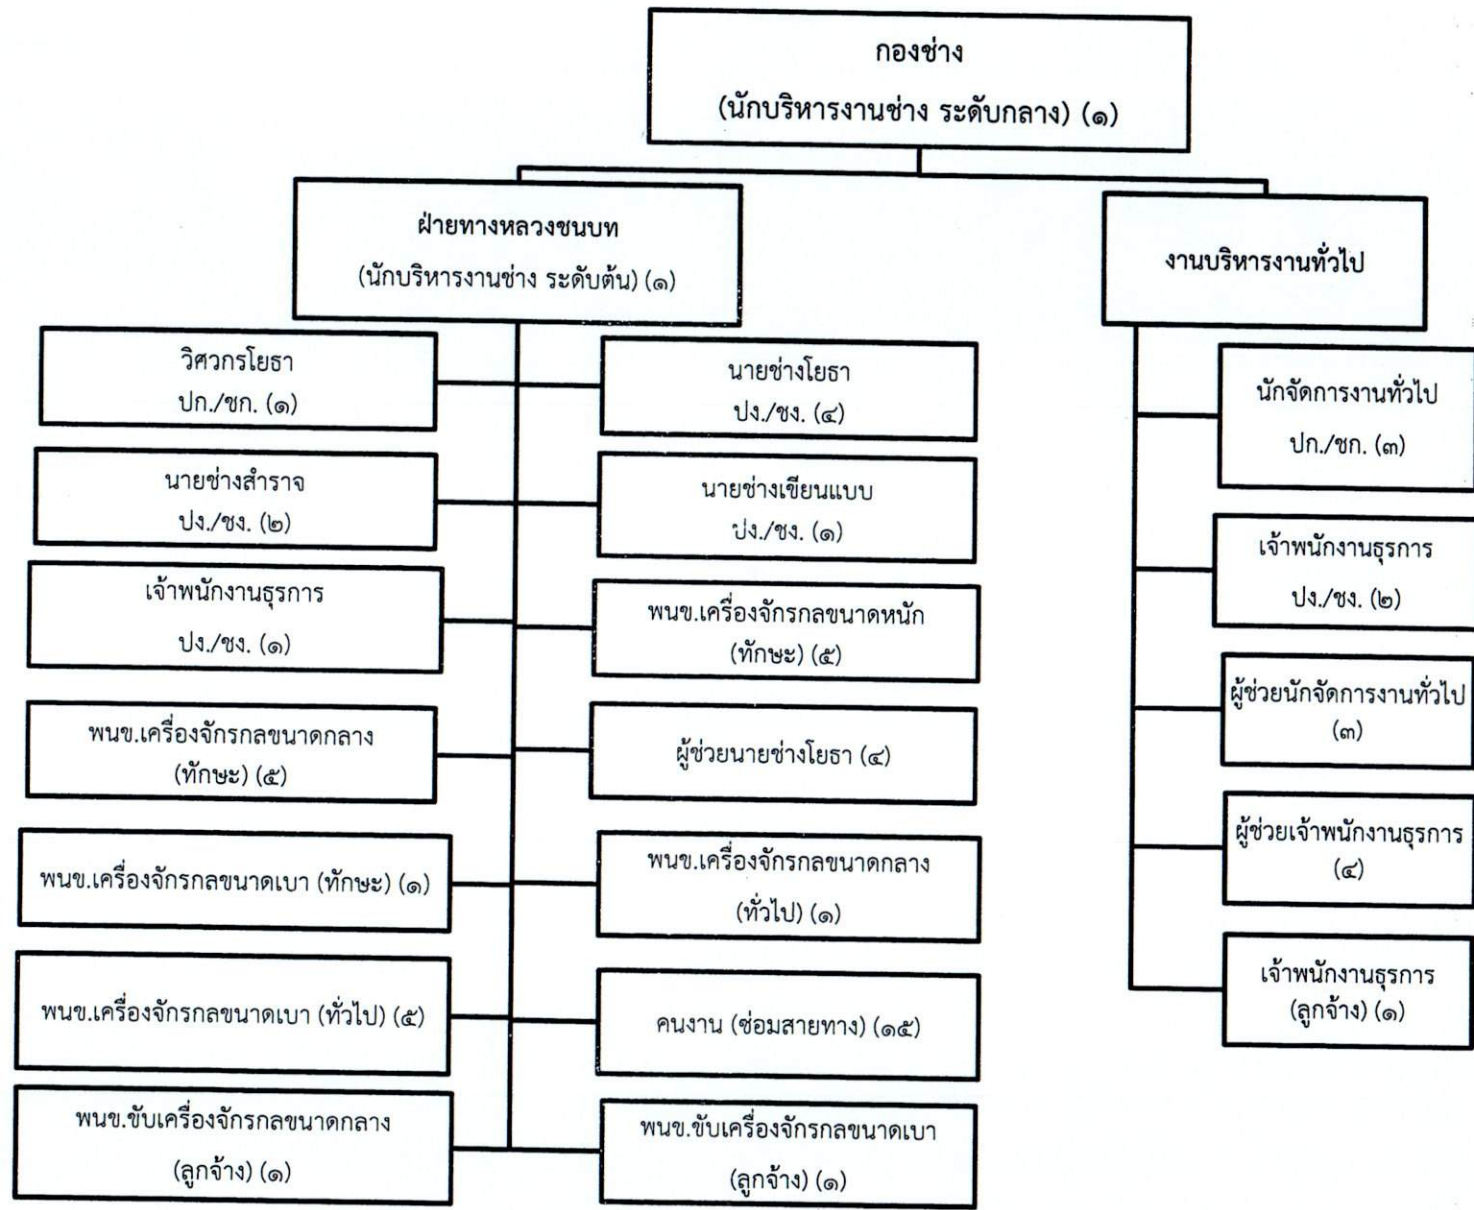 กองช่าง
(นักบริหารงานช่าง ระดับกลาง) (๑)
ฝ่ายทางหลวงชนบท
(นักบริหารงานช่าง ระดับต้น) (๑)
งานบริหารงานทั่วไป
วิศวกรโยธา
ปก./ชก. (๑)
นายช่างโยธา
ปง./ชง. (๔)
นายช่างสำราจ
ปง./ชง. (๒)
นายช่างเขียนแบบ
ปง./ชง. (๑)
เจ้าพนักงานธุรการ
ปง./ชง. (๑)
พนข.เครื่องจักรกลขนาดหนัก
(ทักษะ) (๕)
พนข.เครื่องจักรกลขนาดกลาง
(ทักษะ) (๕)
ผู้ช่วยนายช่างโยธา (๔)
พนข.เครื่องจักรกลขนาดเบา (ทักษะ) (๑)
พนข.เครื่องจักรกลขนาดกลาง
(ทั่วไป) (๑)
พนข.เครื่องจักรกลขนาดเบา (ทั่วไป) (๕)
คนงาน (ซ่อมสายทาง) (๑๕)
พนข.ขับเครื่องจักรกลขนาดกลาง
(ลูกจ้าง) (๑)
พนข.ขับเครื่องจักรกลขนาดเบา
(ลูกจ้าง) (๑)
นักจัดการงานทั่วไป
ปก./ชก. (๓)
เจ้าพนักงานธุรการ
ปง./ชง. (๒)
ผู้ช่วยนักจัดการงานทั่วไป
(๓)
ผู้ช่วยเจ้าพนักงานธุรการ
(๔)
เจ้าพนักงานธุรการ
(ลูกจ้าง) (๑)